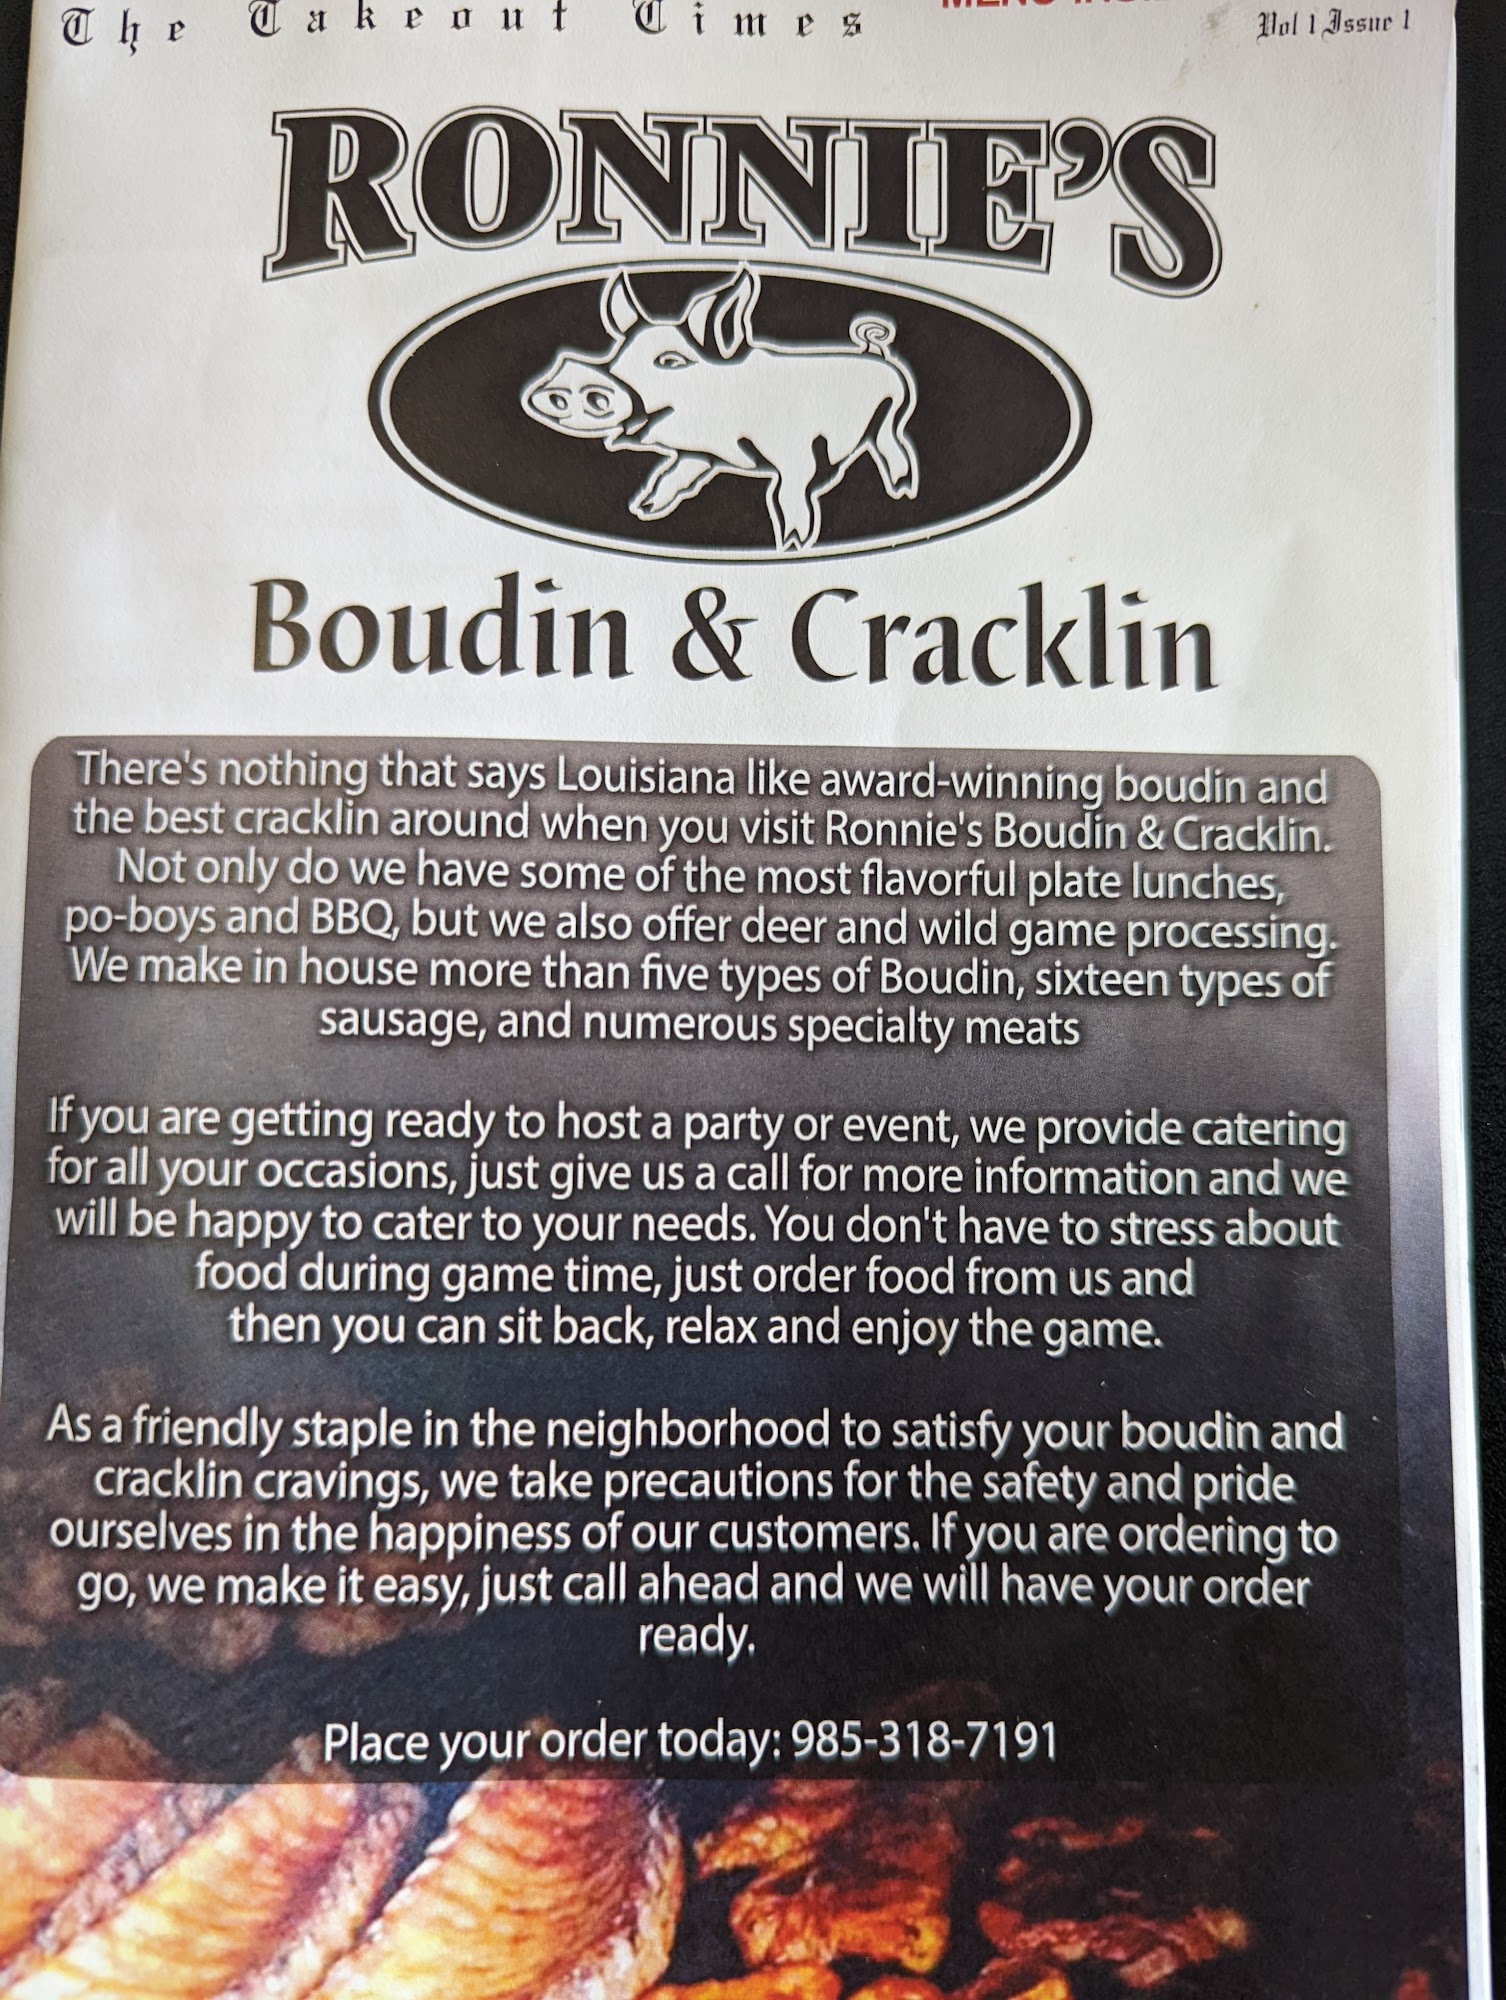 The Takeout Times
Vol 1 Issue 1
RONNIE'S
Boudin & Cracklin
There's nothing that says Louisiana like award-winning boudin and
the best cracklin around when you visit Ronnie's Boudin & Cracklin.
Not only do we have some of the most flavorful plate lunches,
po-boys and BBQ, but we also offer deer and wild game processing.
We make in house more than five types of Boudin, sixteen types of
sausage, and numerous specialty meats
If you are getting ready to host a party or event, we provide catering
for all your occasions, just give us a call for more information and we
will be happy to cater to your needs. You don't have to stress about
food during game time, just order food from us and
then you can sit back, relax and enjoy the game.
As a friendly staple in the neighborhood to satisfy your boudin and
cracklin cravings, we take precautions for the safety and pride
ourselves in the happiness of our customers. If you are ordering to
go, we make it easy, just call ahead and we will have your order
ready.
Place your order today: 985-318-7191